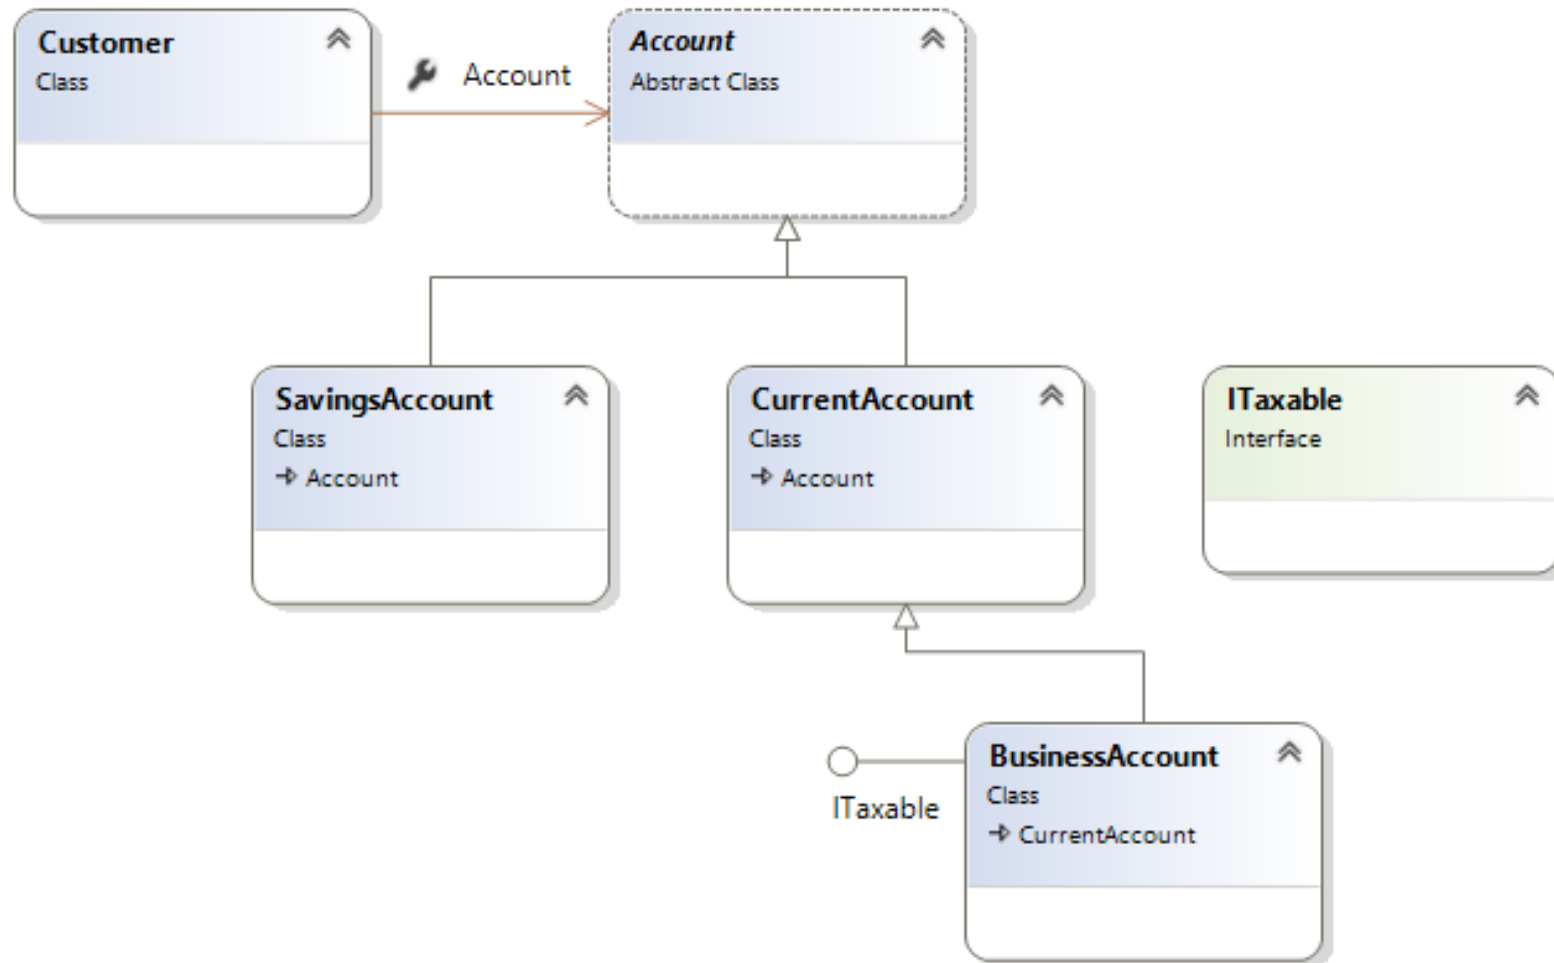 Customer
Class
Account
Account
Abstract Class
SavingsAccount
Class
Account
CurrentAccount
Class
Account
ITaxable
Interface
ITaxable
BusinessAccount
Class
CurrentAccount